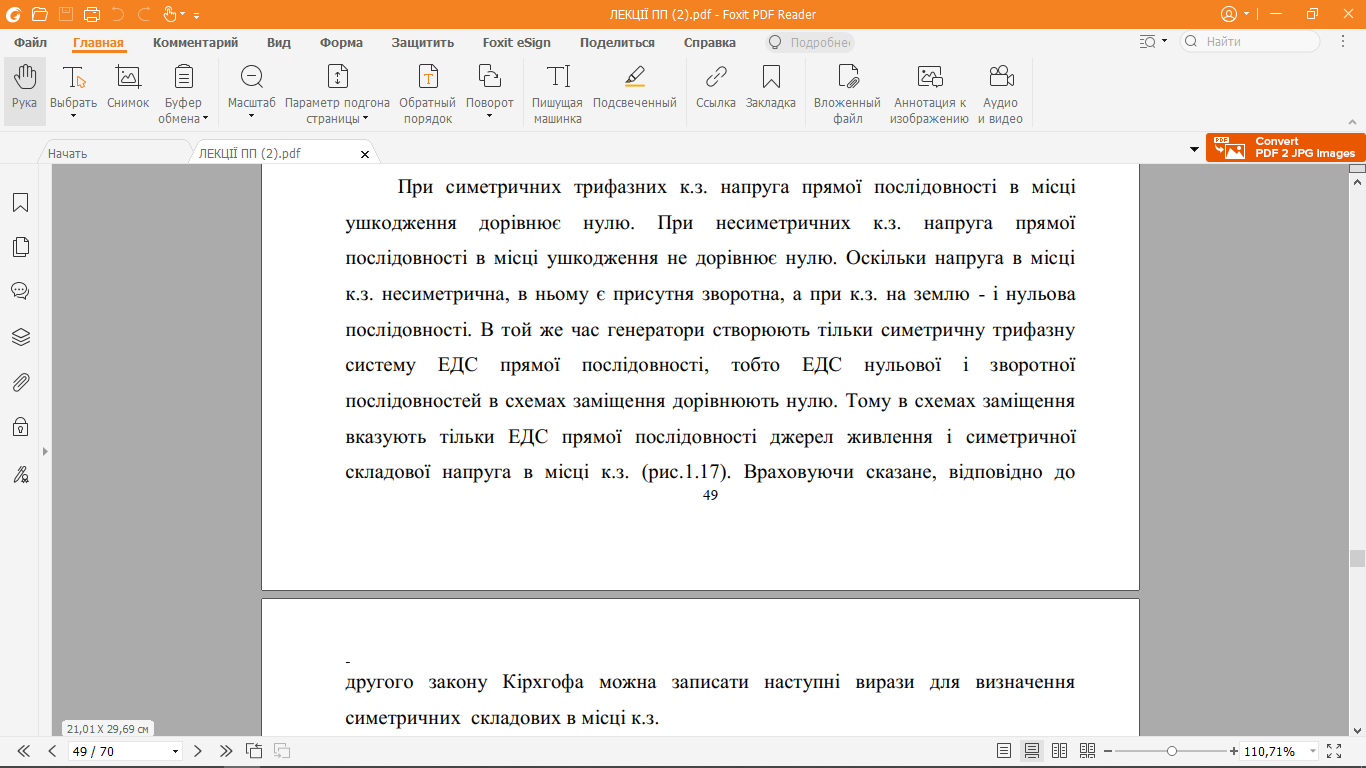 ЛЕКЦІЇ ПП (2).pdf - Foxit PDF Reader
Файл Главная Комментарий Вид Форма Защитить Foxit eSign Поделиться Справка Подробнее Найти
Рука Выбрать Снимок Буфер обмена Масштаб Параметр подгона страницы Обратный порядок Поворот Пишущая машинка Подсвеченный Ссылка Закладка Вложенный файл Аннотация к изображению Аудио и видео
Начать ЛЕКЦІЇ ПП (2).pdf
PDF Convert
PDF 2 JPG Images
При симетричних трифазних к.з. напруга прямої послідовності в місці
ушкодження дорівнює нулю. При несиметричних к.з. напруга прямої
послідовності в місці ушкодження не дорівнює нулю. Оскільки напруга в місці
к.з. несиметрична, в ньому є присутня зворотна, а при к.з. на землю - і нульова
послідовності. В той же час генератори створюють тільки симетричну трифазну
систему ЕДС прямої послідовності, тобто ЕДС нульової і зворотної
послідовностей в схемах заміщення дорівнюють нулю. Тому в схемах заміщення
вказують тільки ЕДС прямої послідовності джерел живлення і симетричної
складової напруга в місці к.з. (рис.1.17). Враховуючи сказане, відповідно до
49
-
другого закону Кірхгофа можна записати наступні вирази для визначення
симетричних складових в місці к.з.
21,01 X 29,69 см
49 / 70 110,71%